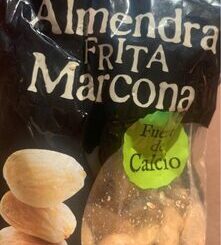 Almendra
FRITA
Marcona
Fuente
de
Calcio